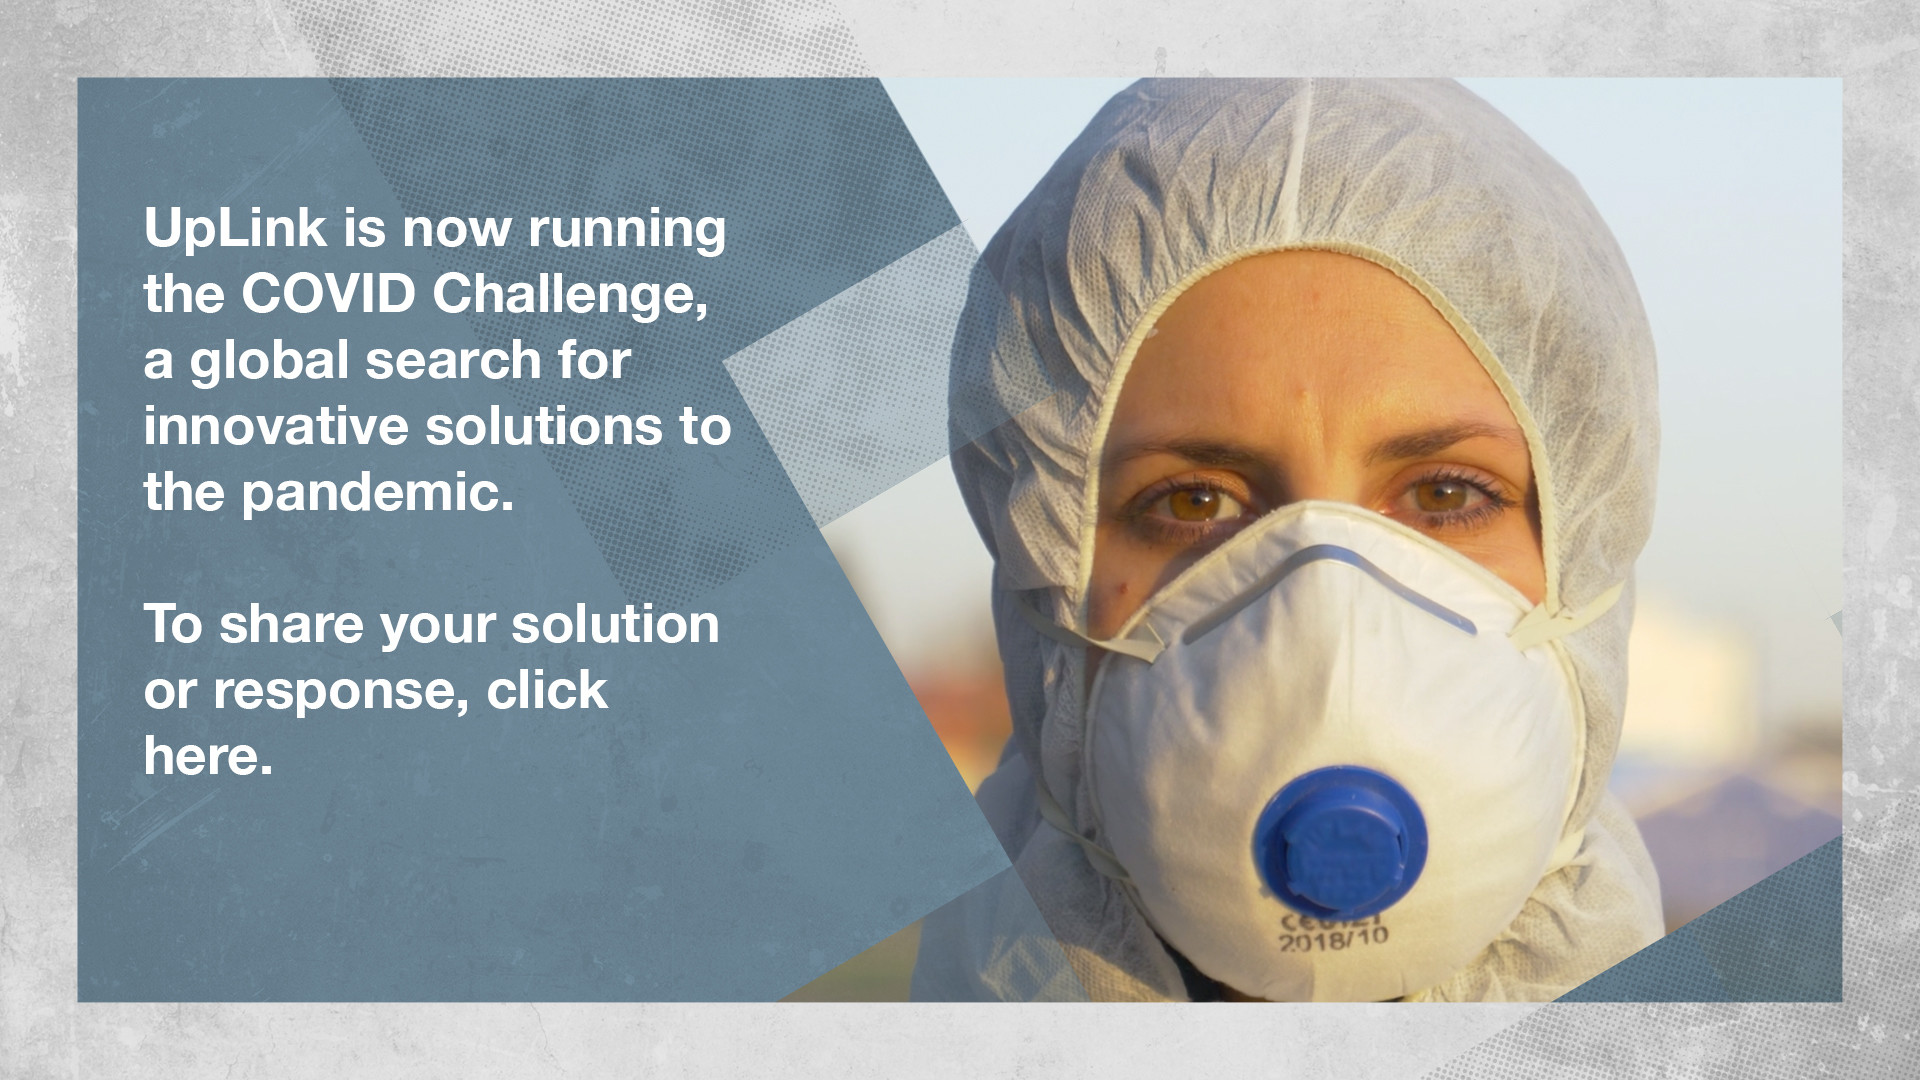 UpLink is now running
the COVID Challenge,
a global search for
innovative solutions to
the pandemic.
To share your solution
or response, click
here.
2018/10